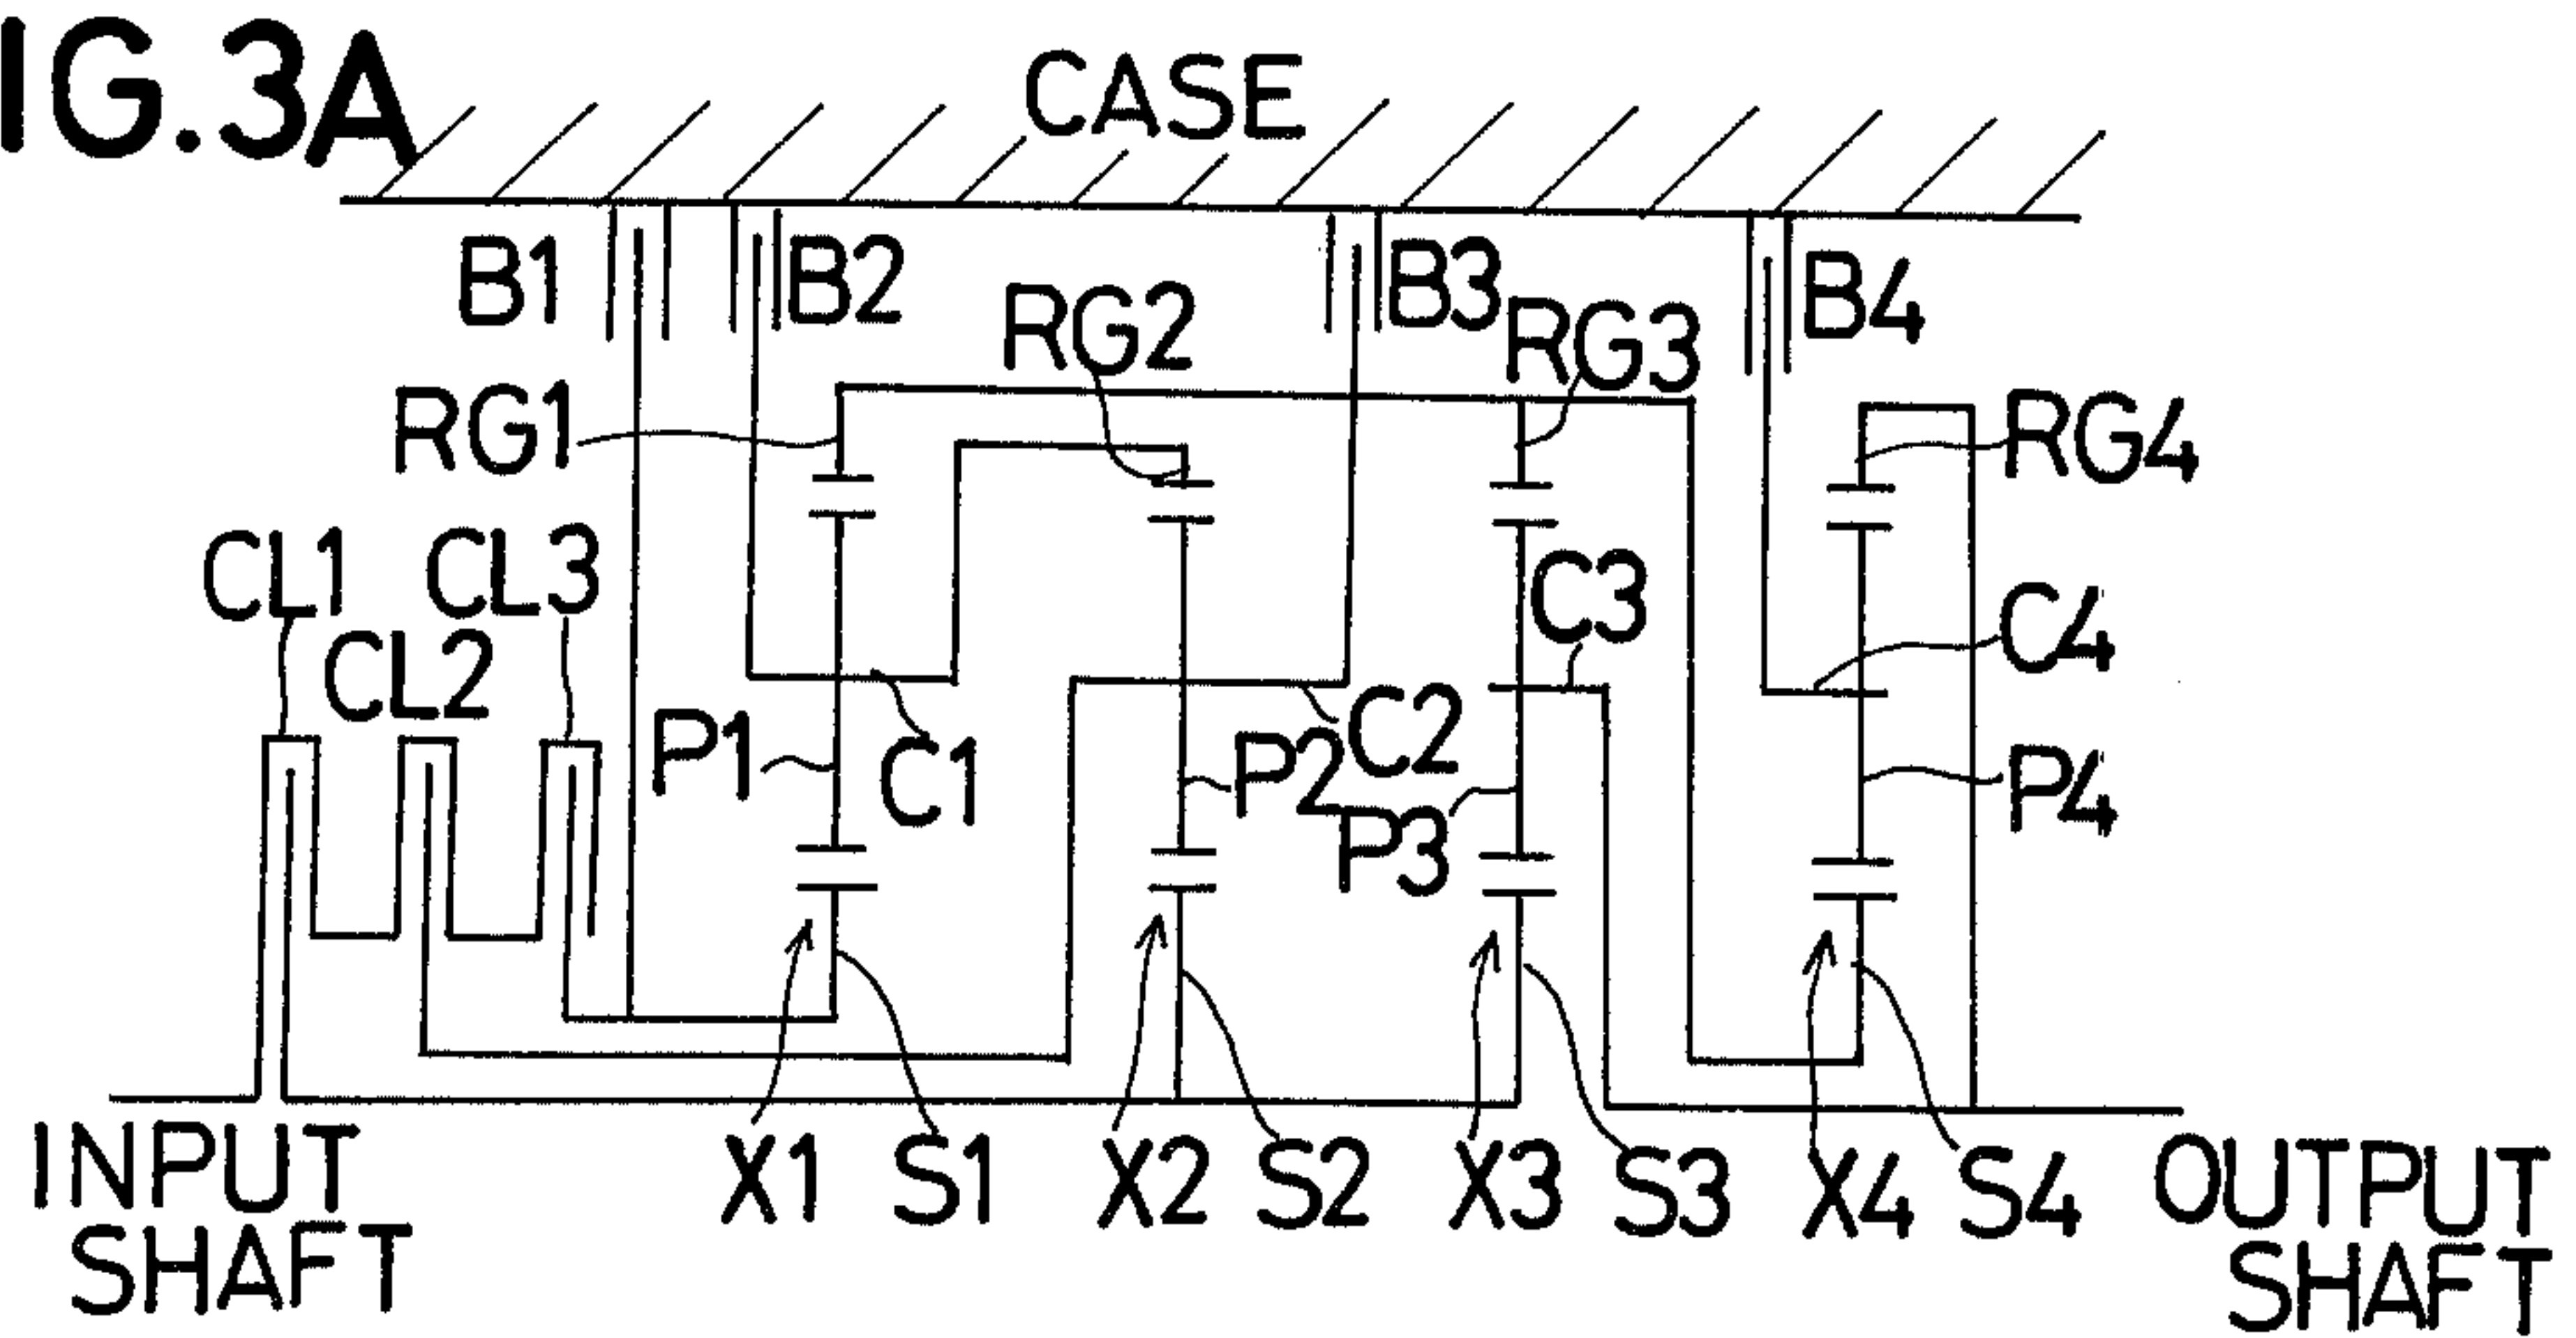 IG.3A
CASE
B1
B2
B3
B4
RG1
RG2
RG3
RG4
CL1
CL2
CL3
C3
C4
P1
C1
P2
C2
P3
P4
INPUT
SHAFT
X1
S1
X2
S2
X3
S3
X4
S4
OUTPUT
SHAFT